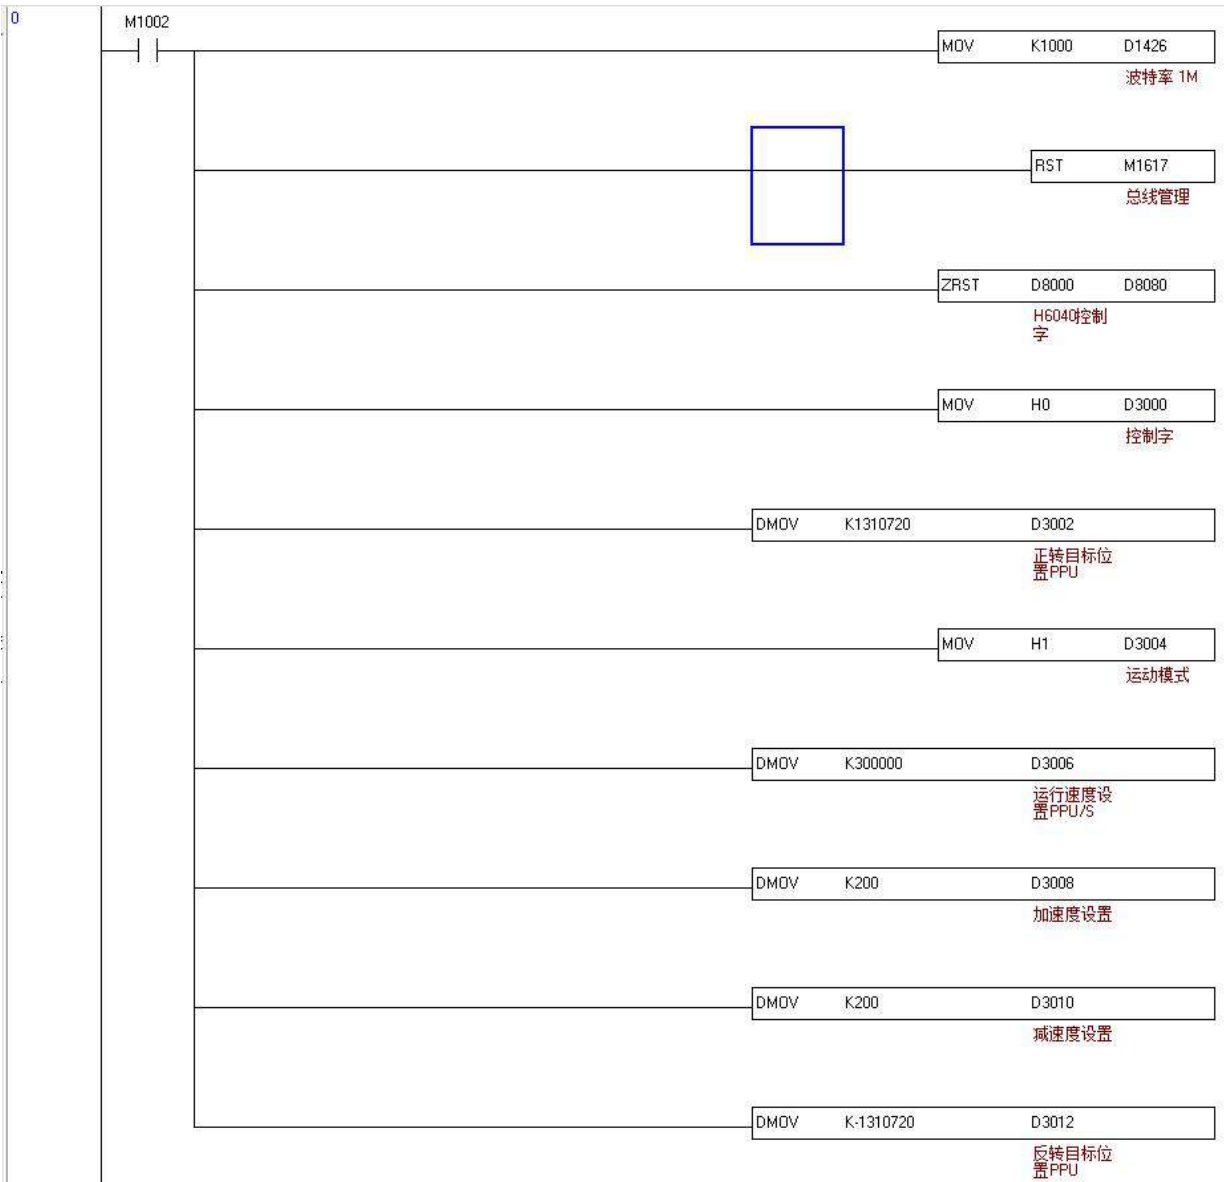 0
M1002
MOV K1000 D1426
波特率 1M
RST M1617
总线管理
ZRST D8000 D8080
H6040控制
字
MOV H0 D3000
控制字
DMOV K1310720 D3002
正转目标位
置PPU
MOV H1 D3004
运动模式
DMOV K300000 D3006
运行速度设
置PPU/S
DMOV K200 D3008
加速度设置
DMOV K200 D3010
减速度设置
DMOV K-1310720 D3012
反转目标位
置PPU